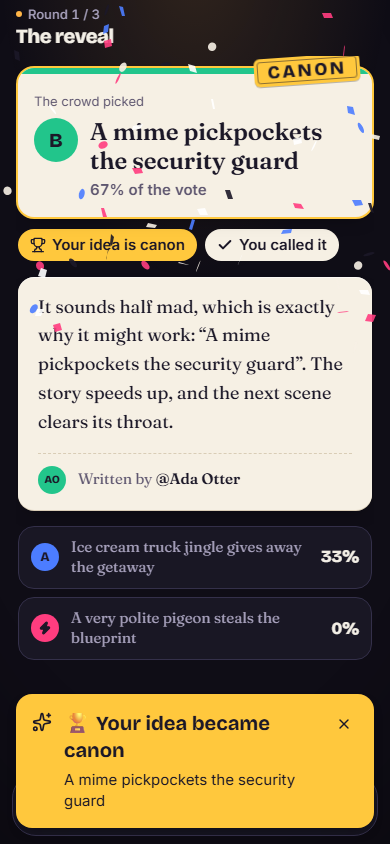 Round 1 / 3
The reveal
CANON
The crowd picked
B
A mime pickpockets
the security guard
67% of the vote
Your idea is canon
You called it
It sounds half mad, which is exactly
why it might work: “A mime
pickpockets the security guard”. The
story speeds up, and the next scene
clears its throat.
AO
Written by @Ada Otter
A
Ice cream truck jingle gives away
the getaway
33%
A very polite pigeon steals the
blueprint
0%
🏆 Your idea became
canon
A mime pickpockets the security
guard